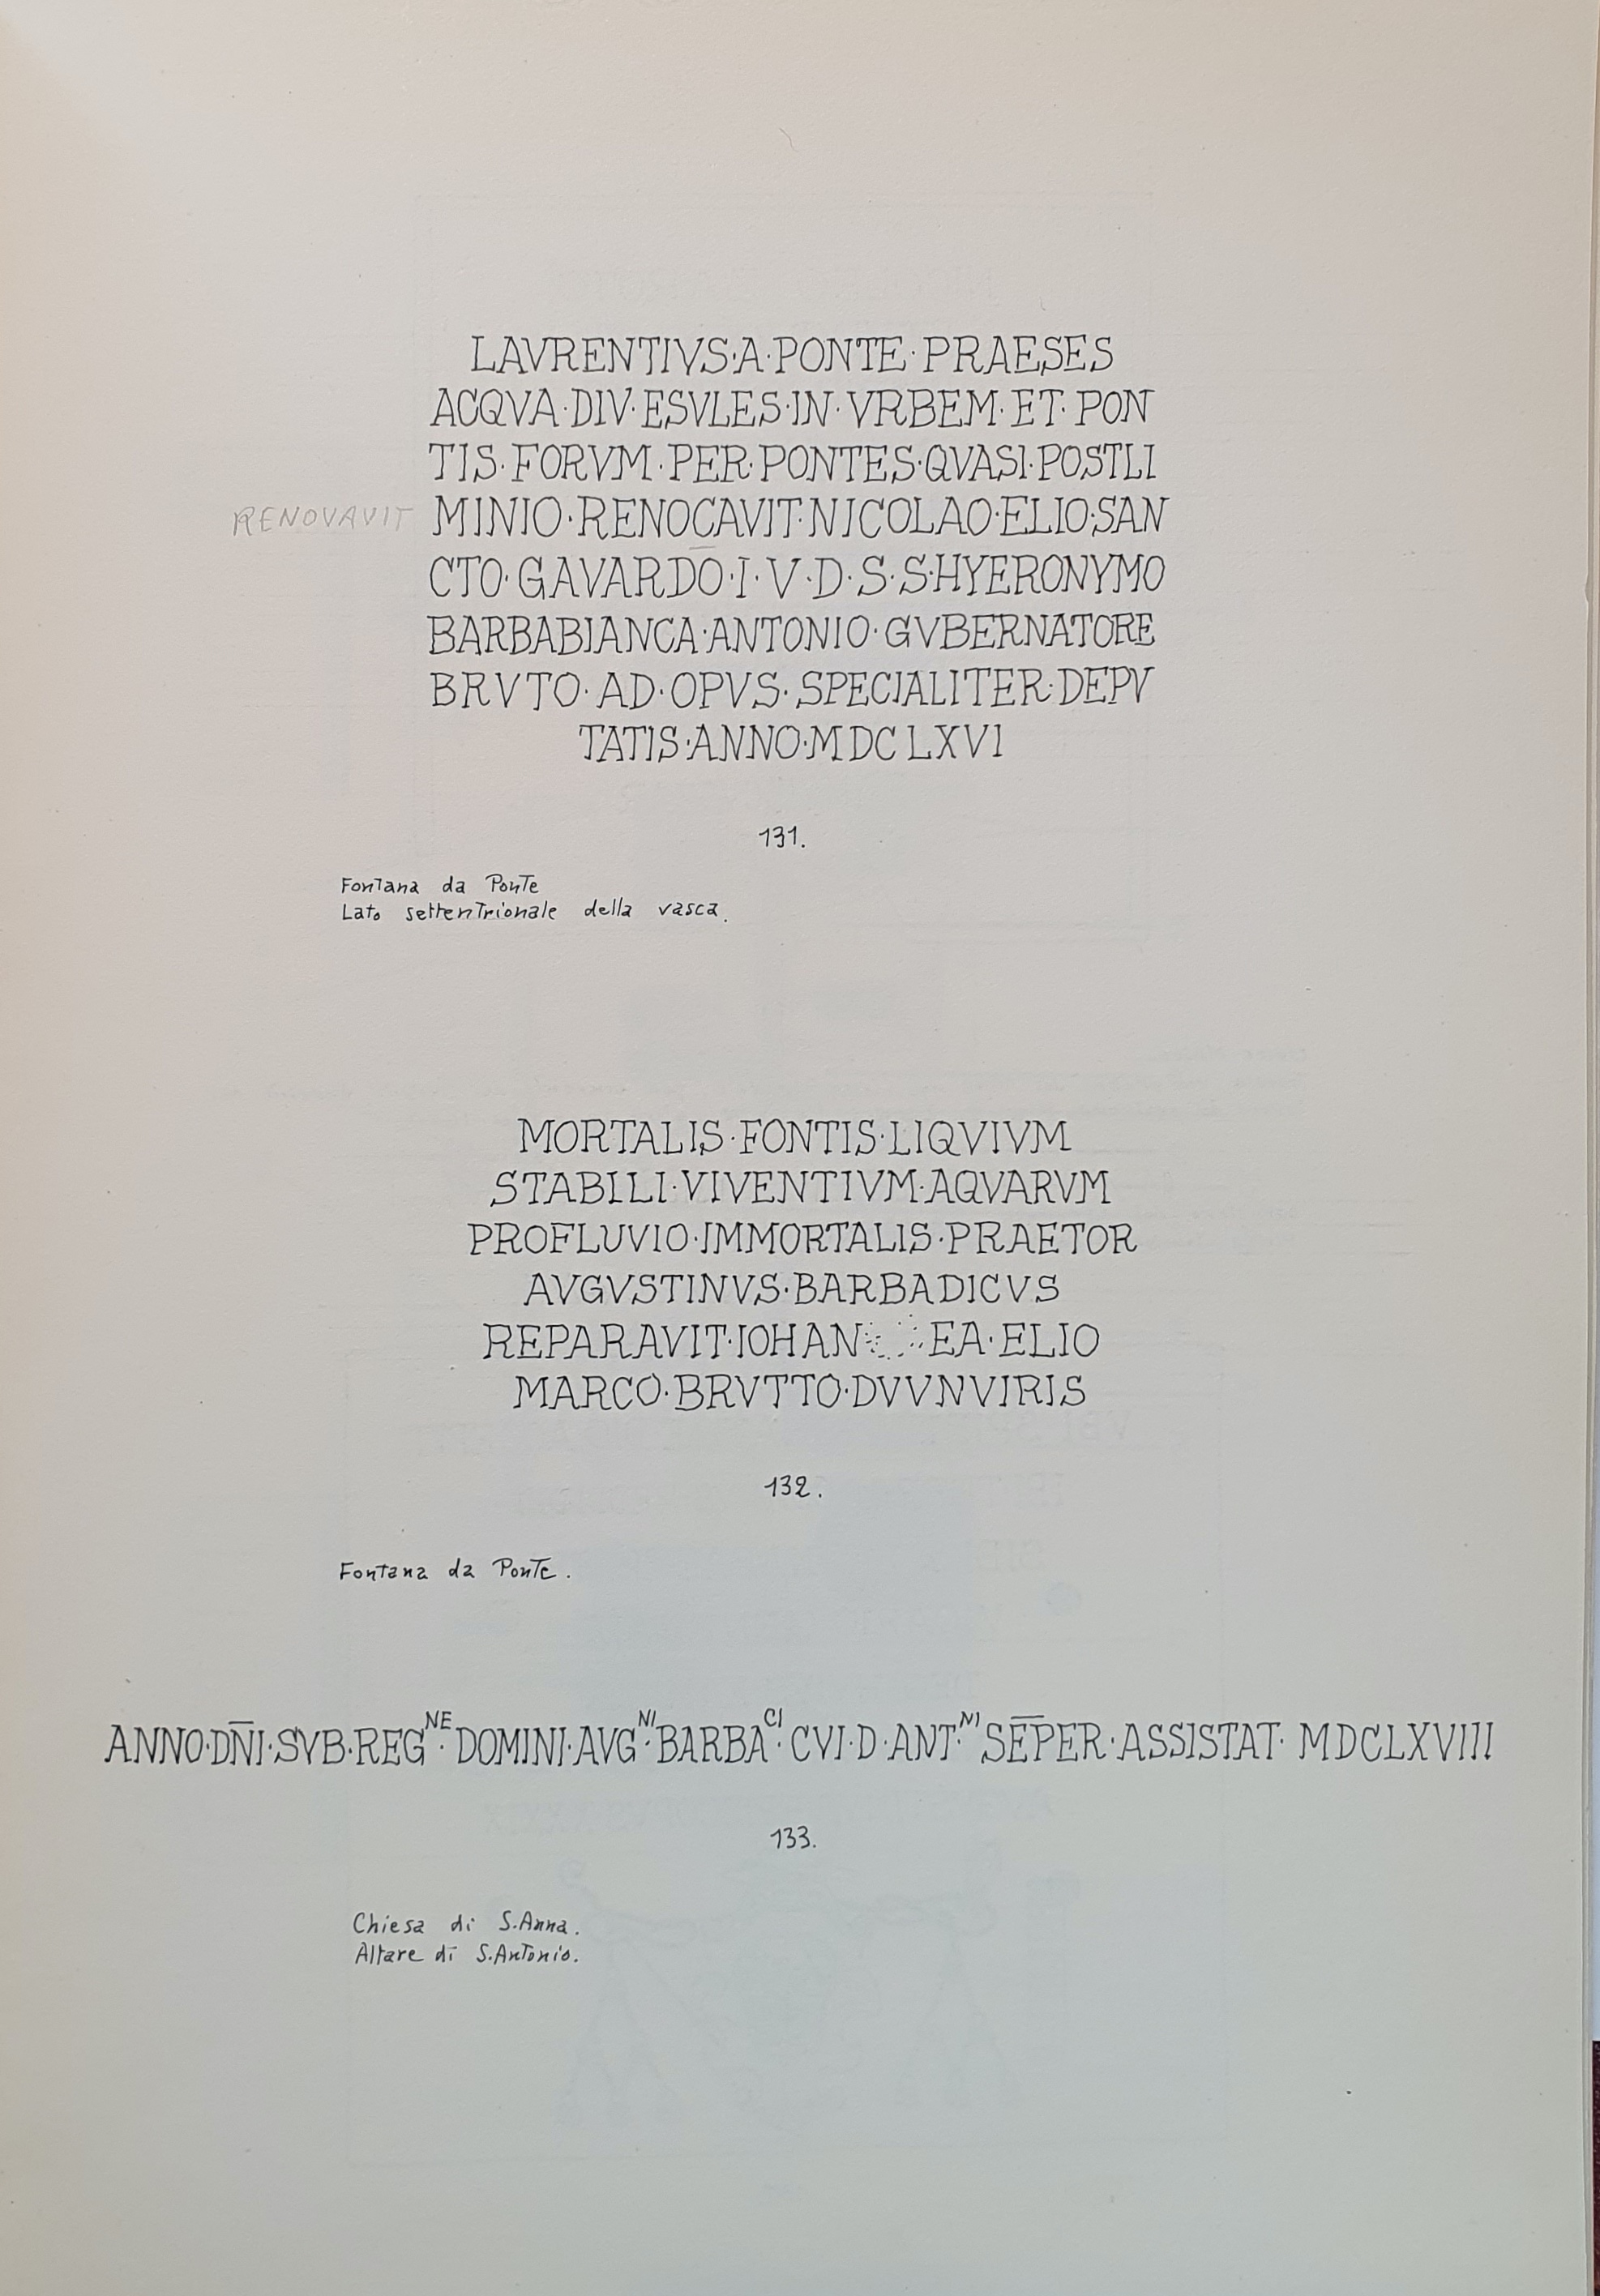 LAVRENTIVS·A·PONTE·PRAESES
ACQVA·DIV·ESVLES·IN·VRBEM·ET·PON
TIS·FORVM·PER·PONTES·QVASI·POSTLI
RENOVAVIT MINIO·RENOCAVIT·NICOLAO·ELIO·SAN
CTO·GAVARDO·I·V·D·S·S·HYERONYMO
BARBABIANCA·ANTONIO·GVBERNATORE
BRVTO·AD·OPVS·SPECIALITER·DEPV
TATIS·ANNO·MDCLXVI
131.
Fontana da Ponte
Lato settentrionale della vasca.
MORTALIS·FONTIS·LIQVIVM
STABILI·VIVENTIVM·AQVARVM
PROFLUVIO·IMMORTALIS·PRAETOR
AVGVSTINVS·BARBADICVS
REPARAVIT·IOHAN EA·ELIO
MARCO·BRVTTO·DVVNVIRIS
132.
Fontana da Ponte.
ANNO·DN̅I·SVB·REG^NE·DOMINI·AVG^NI·BARBA^CI·CVI·D·ANT^NI·SE̅P̅ER·ASSISTAT·MDCLXVIII
133.
Chiesa di S.Anna.
Altare di S.Antonio.